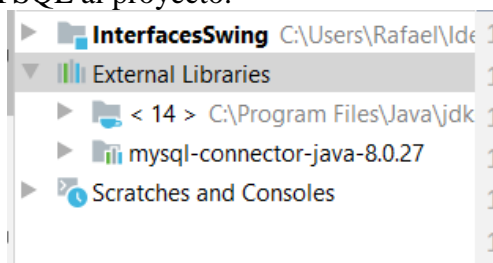 al proyecto.
InterfacesSwing C:\Users\Rafael\Ide
External Libraries
< 14 > C:\Program Files\Java\jdk
mysql-connector-java-8.0.27
Scratches and Consoles